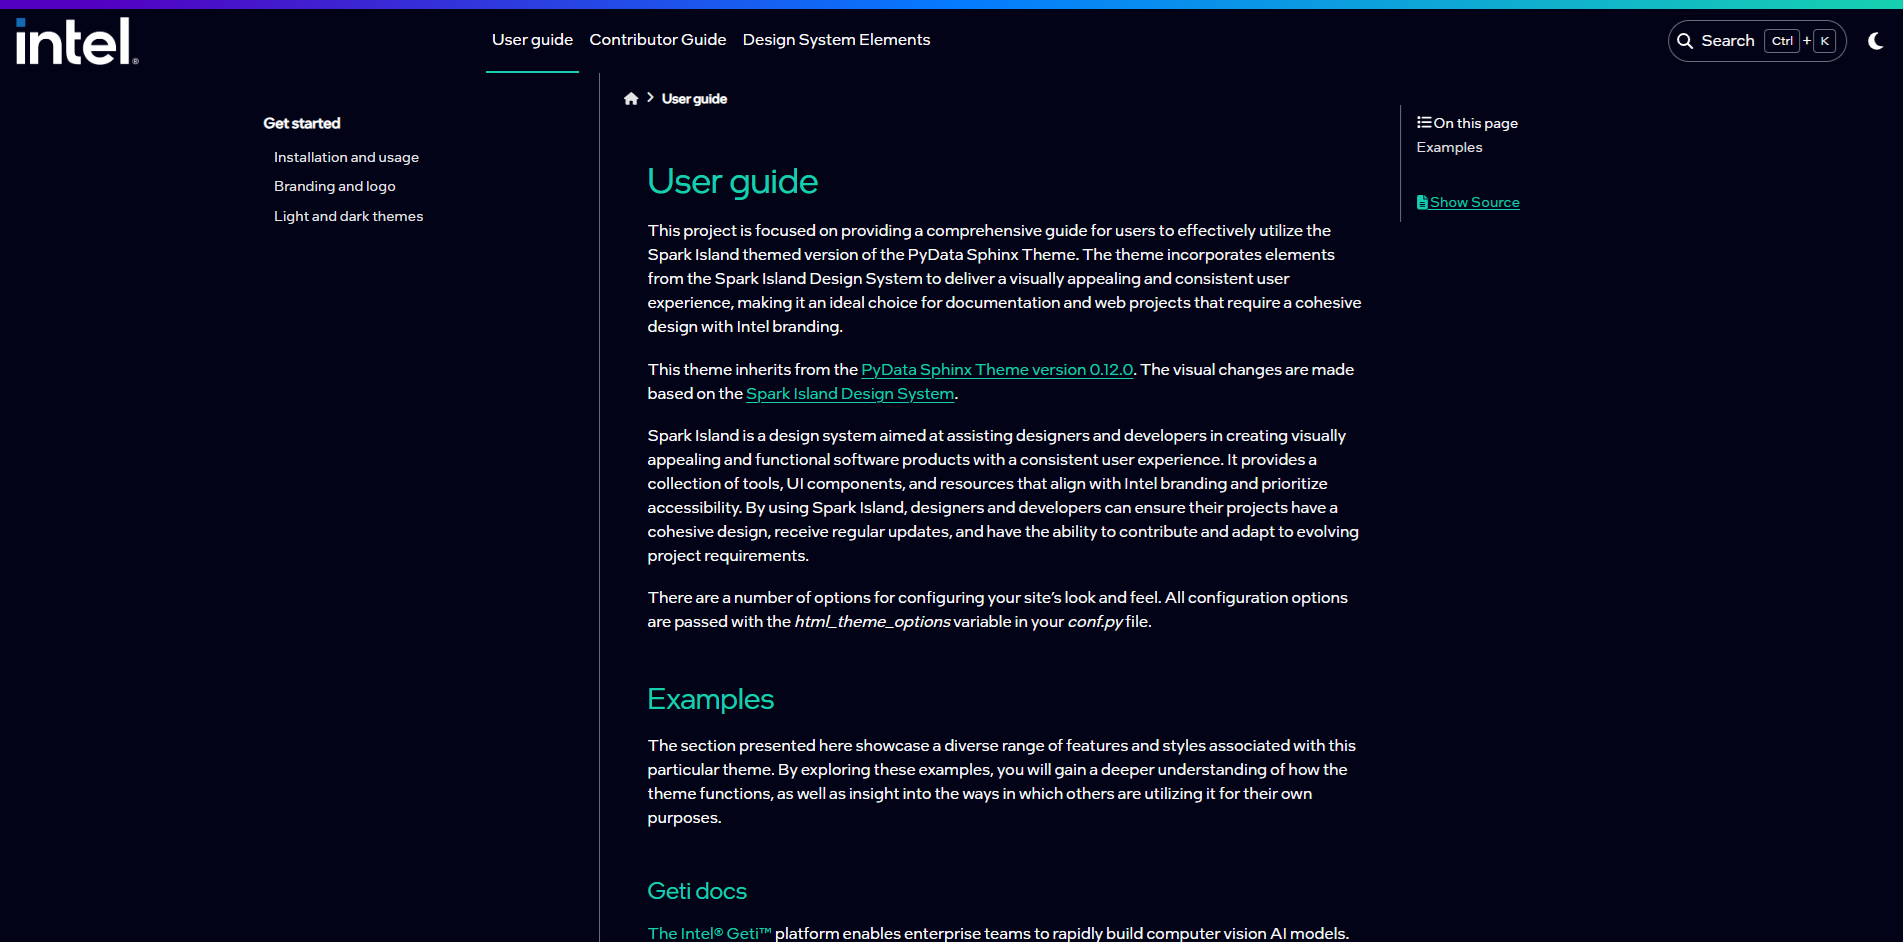 intel®
User guide
Contributor Guide
Design System Elements
Search Ctrl + K
Get started
Installation and usage
Branding and logo
Light and dark themes
User guide
User guide
This project is focused on providing a comprehensive guide for users to effectively utilize the
Spark Island themed version of the PyData Sphinx Theme. The theme incorporates elements
from the Spark Island Design System to deliver a visually appealing and consistent user
experience, making it an ideal choice for documentation and web projects that require a cohesive
design with Intel branding.
This theme inherits from the PyData Sphinx Theme version 0.12.0. The visual changes are made
based on the Spark Island Design System.
Spark Island is a design system aimed at assisting designers and developers in creating visually
appealing and functional software products with a consistent user experience. It provides a
collection of tools, UI components, and resources that align with Intel branding and prioritize
accessibility. By using Spark Island, designers and developers can ensure their projects have a
cohesive design, receive regular updates, and have the ability to contribute and adapt to evolving
project requirements.
There are a number of options for configuring your site's look and feel. All configuration options
are passed with the html_theme_options variable in your conf.py file.
Examples
The section presented here showcase a diverse range of features and styles associated with this
particular theme. By exploring these examples, you will gain a deeper understanding of how the
theme functions, as well as insight into the ways in which others are utilizing it for their own
purposes.
Geti docs
The Intel® Geti™ platform enables enterprise teams to rapidly build computer vision AI models.
On this page
Examples
Show Source